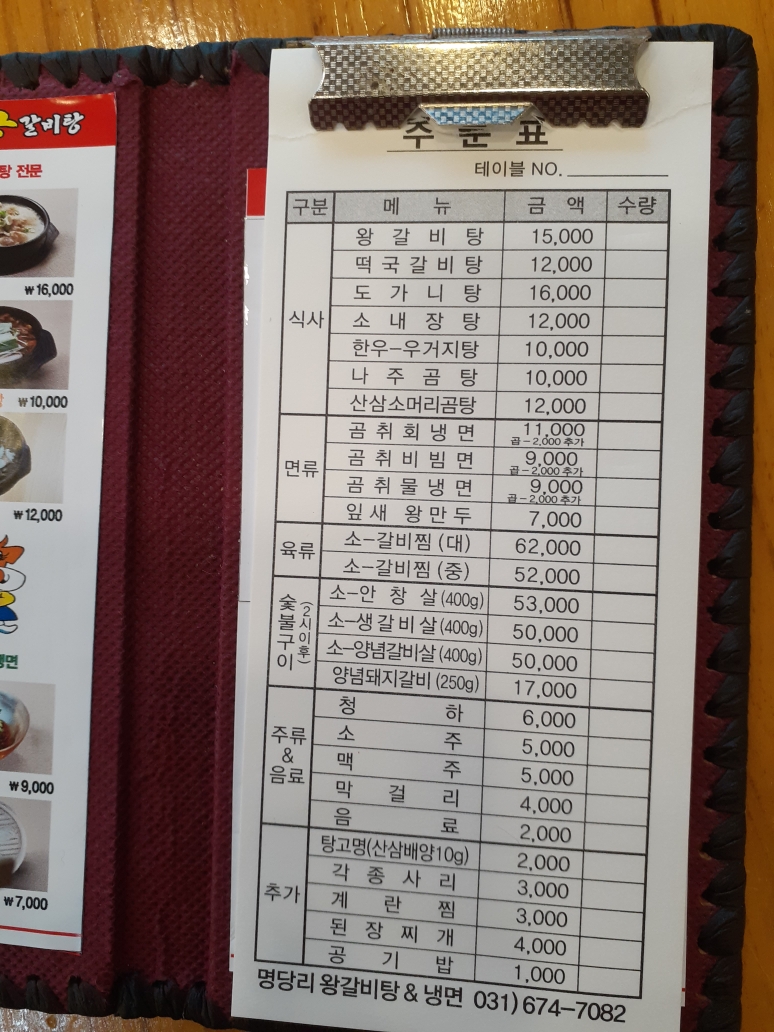 갈비탕
탕 전문
₩16,000
₩10,000
₩12,000
₩9,000
₩7,000
주문표
테이블 NO.
구분 메뉴 금액 수량
식사
왕갈비탕 15,000
떡국갈비탕 12,000
도가니탕 16,000
소내장탕 12,000
한우-우거지탕 10,000
나주곰탕 10,000
산삼소머리곰탕 12,000
면류
곰취회냉면 11,000
곱-2,000 추가
곰취비빔면 9,000
곱-2,000 추가
곰취물냉면 9,000
곱-2,000 추가
잎새 왕만두 7,000
육류
소-갈비찜 (대) 62,000
소-갈비찜 (중) 52,000
숯불구이 (2시이후)
소-안창살 (400g) 53,000
소-생갈비살 (400g) 50,000
소-양념갈비살 (400g) 50,000
양념돼지갈비 (250g) 17,000
주류 & 음료
청하 6,000
소주 5,000
맥주 5,000
막걸리 4,000
음료 2,000
추가
탕고명(산삼배양10g) 2,000
각종사리 3,000
계란찜 3,000
된장찌개 4,000
공기밥 1,000
명당리 왕갈비탕 & 냉면 031) 674-7082